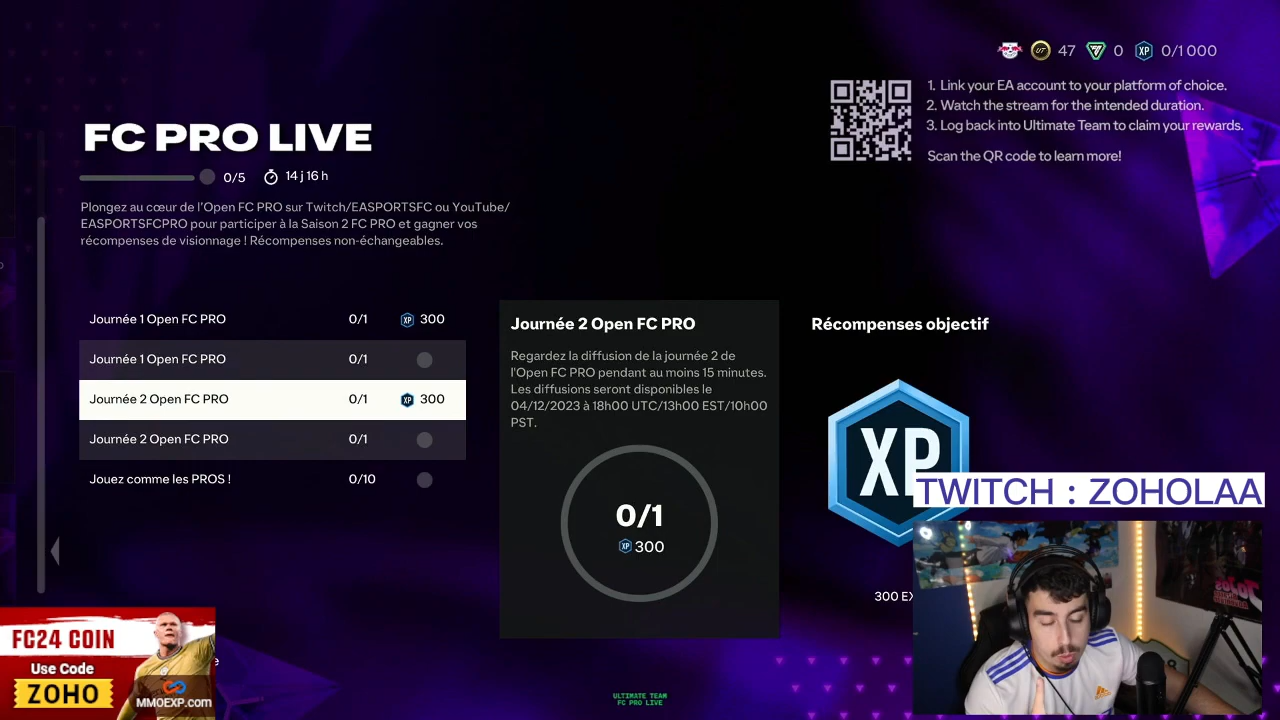 UT 47 0 XP 0/1 000
1. Link your EA account to your platform of choice.
2. Watch the stream for the intended duration.
3. Log back into Ultimate Team to claim your rewards.
Scan the QR code to learn more!
FC PRO LIVE
0/5 14 j 16 h
Plongez au cœur de l'Open FC PRO sur Twitch/EASPORTSFC ou YouTube/
EASPORTSFCPRO pour participer à la Saison 2 FC PRO et gagner vos
récompenses de visionnage ! Récompenses non-échangeables.
Journée 1 Open FC PRO 0/1 XP 300
Journée 1 Open FC PRO 0/1
Journée 2 Open FC PRO 0/1 XP 300
Journée 2 Open FC PRO 0/1
Jouez comme les PROS ! 0/10
Journée 2 Open FC PRO
Regardez la diffusion de la journée 2 de
l'Open FC PRO pendant au moins 15 minutes.
Les diffusions seront disponibles le
04/12/2023 à 18h00 UTC/13h00 EST/10h00
PST.
0/1
XP 300
Récompenses objectif
XP
300 EX
TWITCH : ZOHOLAA
FC24 COIN
Use Code
ZOHO
MMOEXP.com
ULTIMATE TEAM
FC PRO LIVE